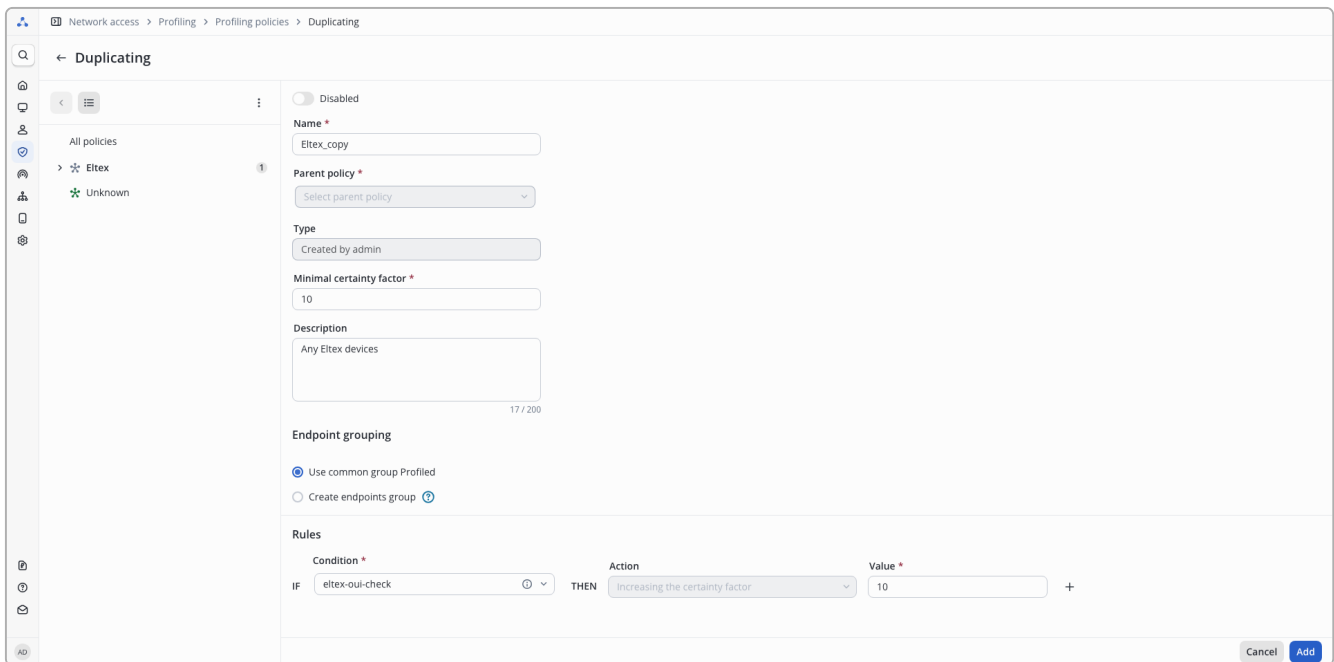 Network access > Profiling > Profiling policies > Duplicating
← Duplicating
All policies
Eltex 1
Unknown
Disabled
Name *
Eltex_copy
Parent policy *
Select parent policy
Type
Created by admin
Minimal certainty factor *
10
Description
Any Eltex devices
17 / 200
Endpoint grouping
Use common group Profiled
Create endpoints group ?
Rules
Condition * Action Value *
IF eltex-oui-check THEN Increasing the certainty factor 10 +
AD
Cancel Add